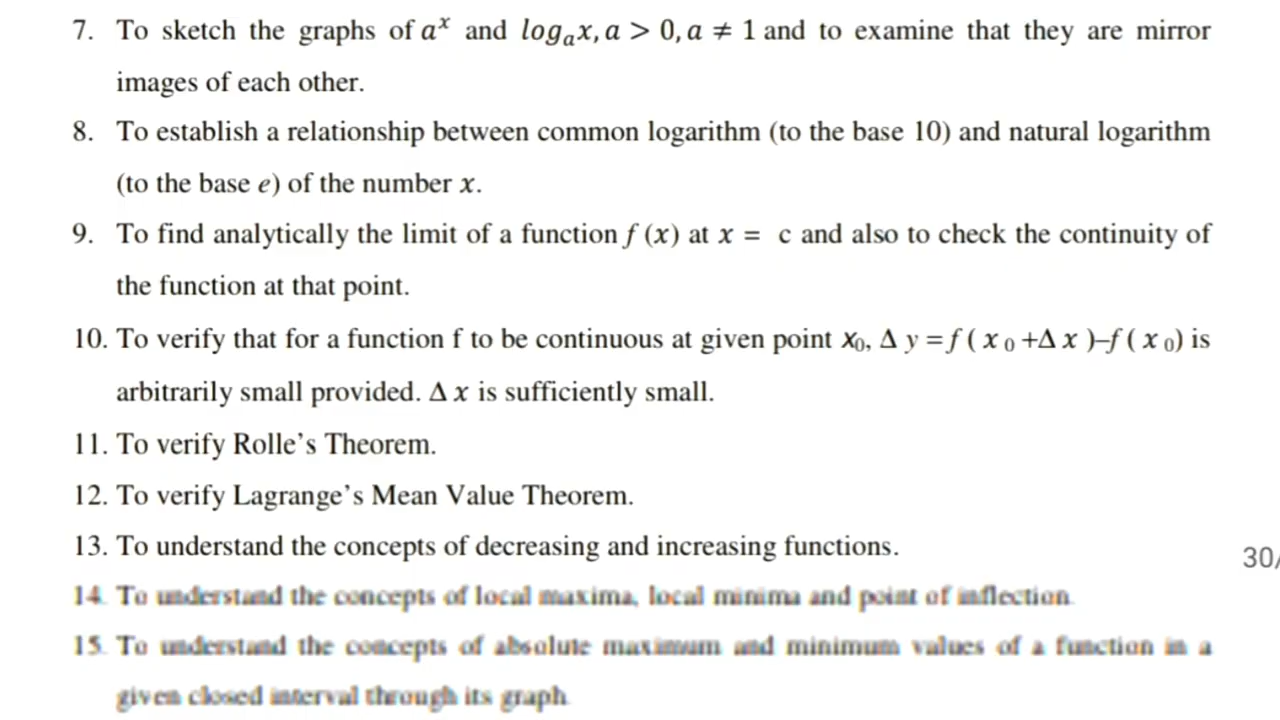 7. To sketch the graphs of aˣ and logₐx, a > 0, a ≠ 1 and to examine that they are mirror
images of each other.
8. To establish a relationship between common logarithm (to the base 10) and natural logarithm
(to the base e) of the number x.
9. To find analytically the limit of a function f (x) at x = c and also to check the continuity of
the function at that point.
10. To verify that for a function f to be continuous at given point x₀, Δ y = f ( x ₀ +Δ x )–f ( x ₀) is
arbitrarily small provided. Δ x is sufficiently small.
11. To verify Rolle’s Theorem.
12. To verify Lagrange’s Mean Value Theorem.
13. To understand the concepts of decreasing and increasing functions.
30/
14. To understand the concepts of local maxima, local minima and point of inflection.
15. To understand the concepts of absolute maximum and minimum values of a function in a
given closed interval through its graph.